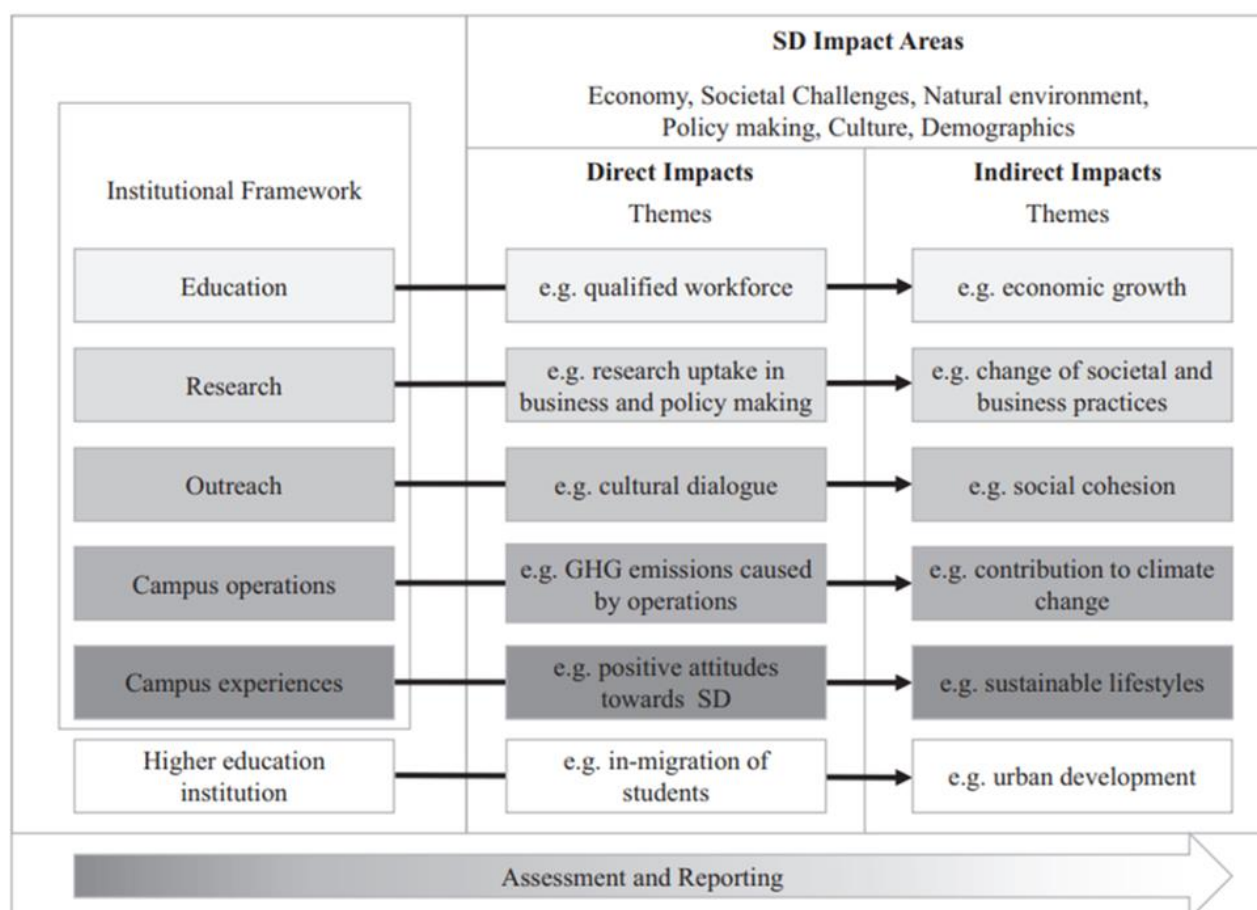 SD Impact Areas
Economy, Societal Challenges, Natural environment,
Policy making, Culture, Demographics
Institutional Framework
Direct Impacts
Themes
Indirect Impacts
Themes
Education
e.g. qualified workforce
e.g. economic growth
Research
e.g. research uptake in
business and policy making
e.g. change of societal and
business practices
Outreach
e.g. cultural dialogue
e.g. social cohesion
Campus operations
e.g. GHG emissions caused
by operations
e.g. contribution to climate
change
Campus experiences
e.g. positive attitudes
towards SD
e.g. sustainable lifestyles
Higher education
institution
e.g. in-migration of
students
e.g. urban development
Assessment and Reporting